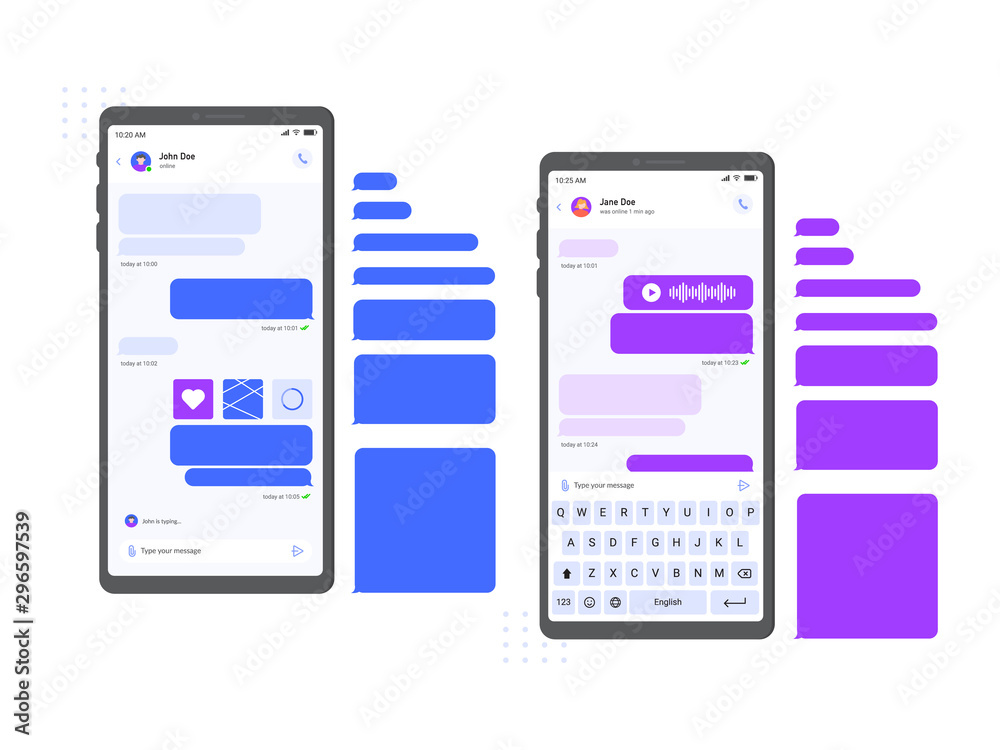 10:20 AM
John Doe
online
today at 10:00
today at 10:01
today at 10:02
today at 10:05
John is typing...
Type your message
10:25 AM
Jane Doe
was online 1 min ago
today at 10:01
today at 10:23
today at 10:24
Type your message
Q W E R T Y U I O P
A S D F G H J K L
Z X C V B N M
123 English
Adobe Stock | #296597539
Adobe Stock